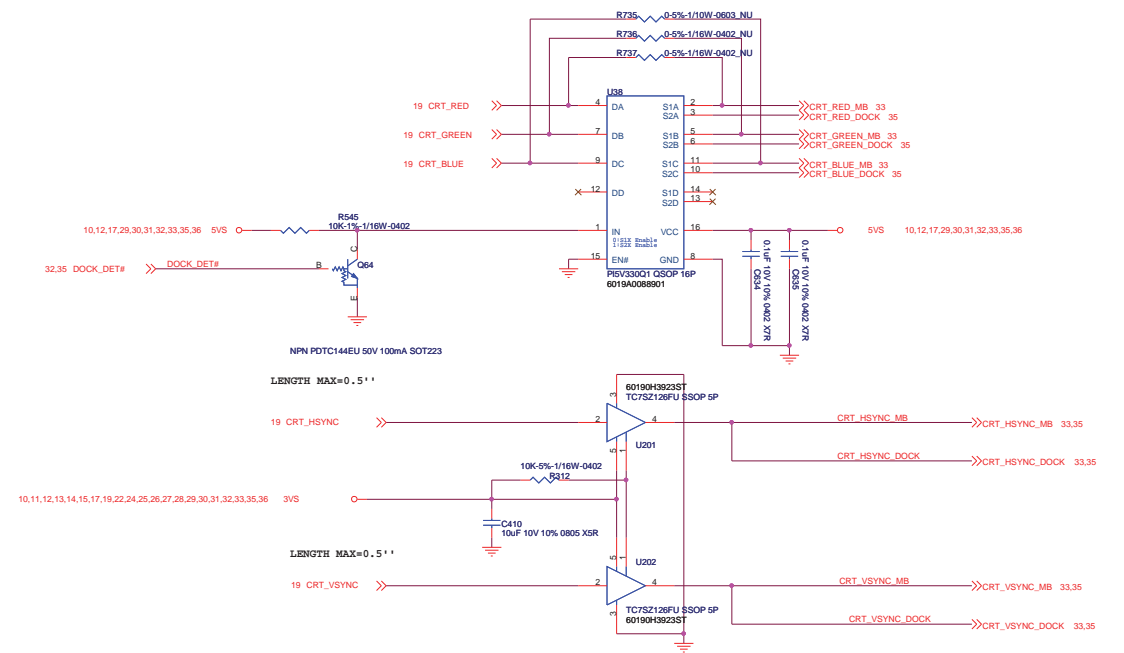 R735 0-5%-1/10W-0603_NU
R736 0-5%-1/16W-0402_NU
R737 0-5%-1/16W-0402_NU
U38
19 CRT_RED 4 DA S1A 2 CRT_RED_MB 33
S2A 3 CRT_RED_DOCK 35
19 CRT_GREEN 7 DB S1B 5 CRT_GREEN_MB 33
S2B 6 CRT_GREEN_DOCK 35
19 CRT_BLUE 9 DC S1C 11 CRT_BLUE_MB 33
S2C 10 CRT_BLUE_DOCK 35
12 DD S1D 14
S2D 13
R545
10K-1%-1/16W-0402
10,12,17,29,30,31,32,33,35,36 5VS 1 IN VCC 16 5VS 10,12,17,29,30,31,32,33,35,36
0:S1X Enable
1:S2X Enable
C
32,35 DOCK_DET# DOCK_DET# B Q64 15 EN# GND 8
E
PI5V330Q1 QSOP 16P
6019A0088901
0.1uF 10V 10% 0402 X7R
C634
0.1uF 10V 10% 0402 X7R
C635
NPN PDTC144EU 50V 100mA SOT223
LENGTH MAX=0.5''
3
60190H3923ST
TC7SZ126FU SSOP 5P
19 CRT_HSYNC 2 4 CRT_HSYNC_MB CRT_HSYNC_MB 33,35
U201
5 1
CRT_HSYNC_DOCK CRT_HSYNC_DOCK 33,35
10K-5%-1/16W-0402
R312
10,11,12,13,14,15,17,19,22,24,25,26,27,28,29,30,31,32,33,35,36 3VS
C410
10uF 10V 10% 0805 X5R
LENGTH MAX=0.5''
5 1
U202
19 CRT_VSYNC 2 4 CRT_VSYNC_MB CRT_VSYNC_MB 33,35
3
TC7SZ126FU SSOP 5P
60190H3923ST
CRT_VSYNC_DOCK CRT_VSYNC_DOCK 33,35